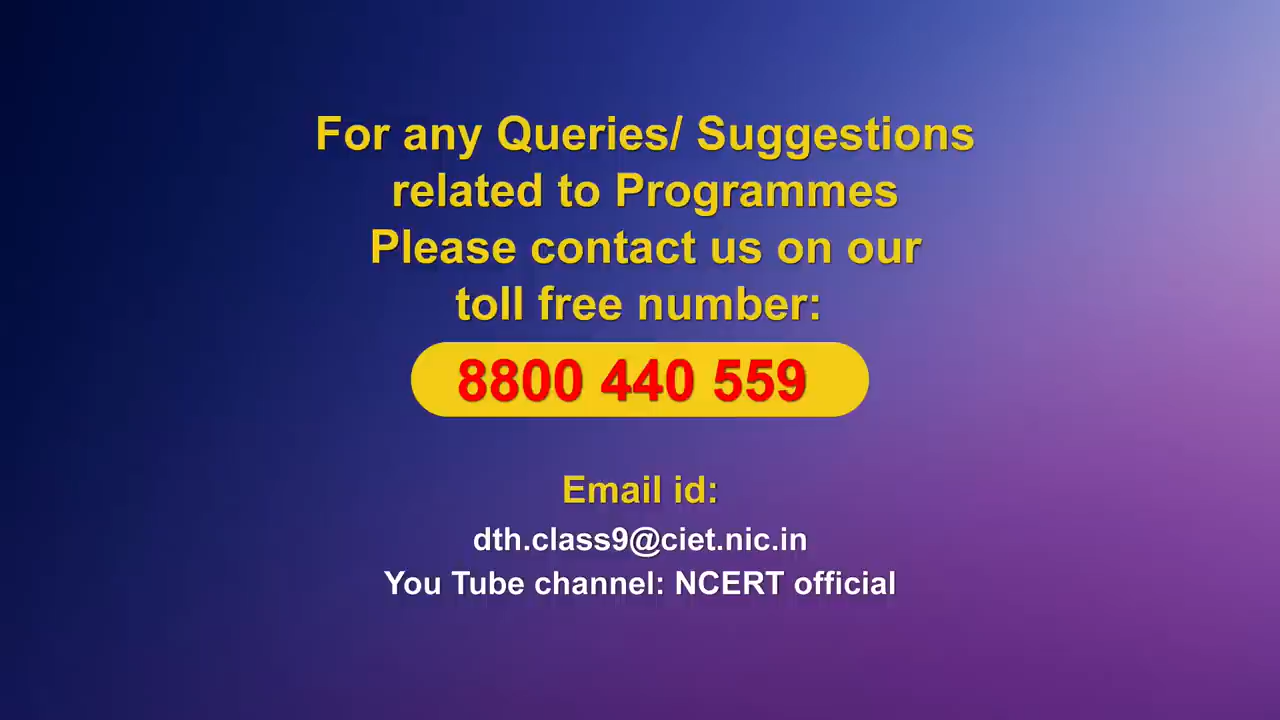 For any Queries/ Suggestions
related to Programmes
Please contact us on our
toll free number:
8800 440 559
Email id:
dth.class9@ciet.nic.in
You Tube channel: NCERT official